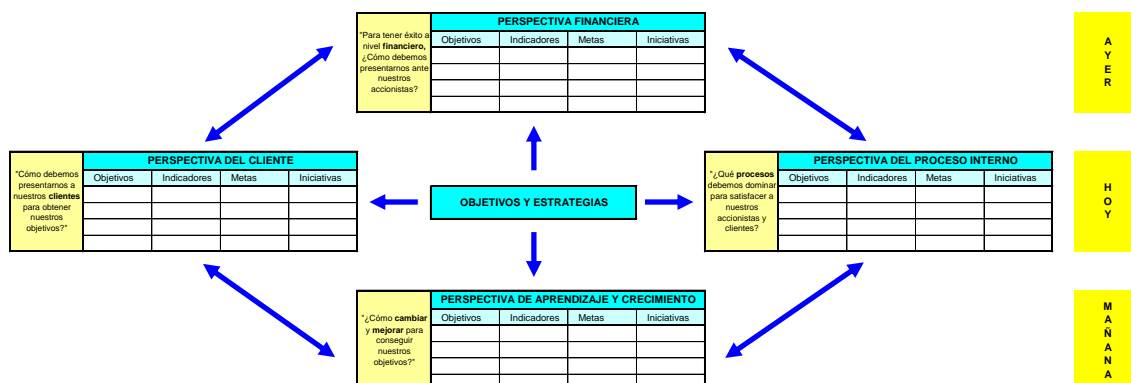 PERSPECTIVA FINANCIERA
"Para tener éxito a
nivel financiero,
¿Cómo debemos
presentarnos ante
nuestros
accionistas?
Objetivos Indicadores Metas Iniciativas
A
Y
E
R
PERSPECTIVA DEL CLIENTE
"Cómo debemos
presentarnos a
nuestros clientes
para obtener
nuestros
objetivos?"
Objetivos Indicadores Metas Iniciativas
OBJETIVOS Y ESTRATEGIAS
PERSPECTIVA DEL PROCESO INTERNO
"¿Qué procesos
debemos dominar
para satisfacer a
nuestros
accionistas y
clientes?
Objetivos Indicadores Metas Iniciativas
H
O
Y
PERSPECTIVA DE APRENDIZAJE Y CRECIMIENTO
"¿Cómo cambiar
y mejorar para
conseguir
nuestros
objetivos?"
Objetivos Indicadores Metas Iniciativas
M
A
Ñ
A
N
A